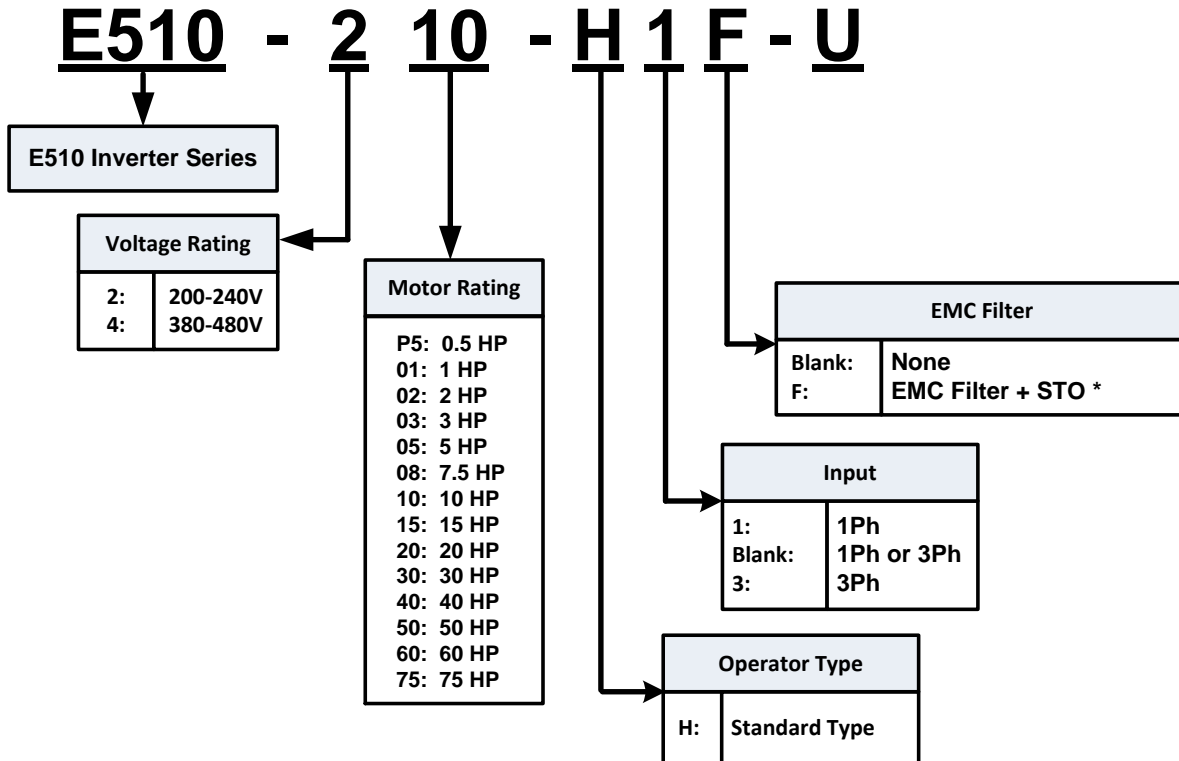 E510 - 2 10 - H 1 F - U
E510 Inverter Series
Voltage Rating
2: 200-240V
4: 380-480V
Motor Rating
P5: 0.5 HP
01: 1 HP
02: 2 HP
03: 3 HP
05: 5 HP
08: 7.5 HP
10: 10 HP
15: 15 HP
20: 20 HP
30: 30 HP
40: 40 HP
50: 50 HP
60: 60 HP
75: 75 HP
EMC Filter
Blank: None
F: EMC Filter + STO *
Input
1: 1Ph
Blank: 1Ph or 3Ph
3: 3Ph
Operator Type
H: Standard Type